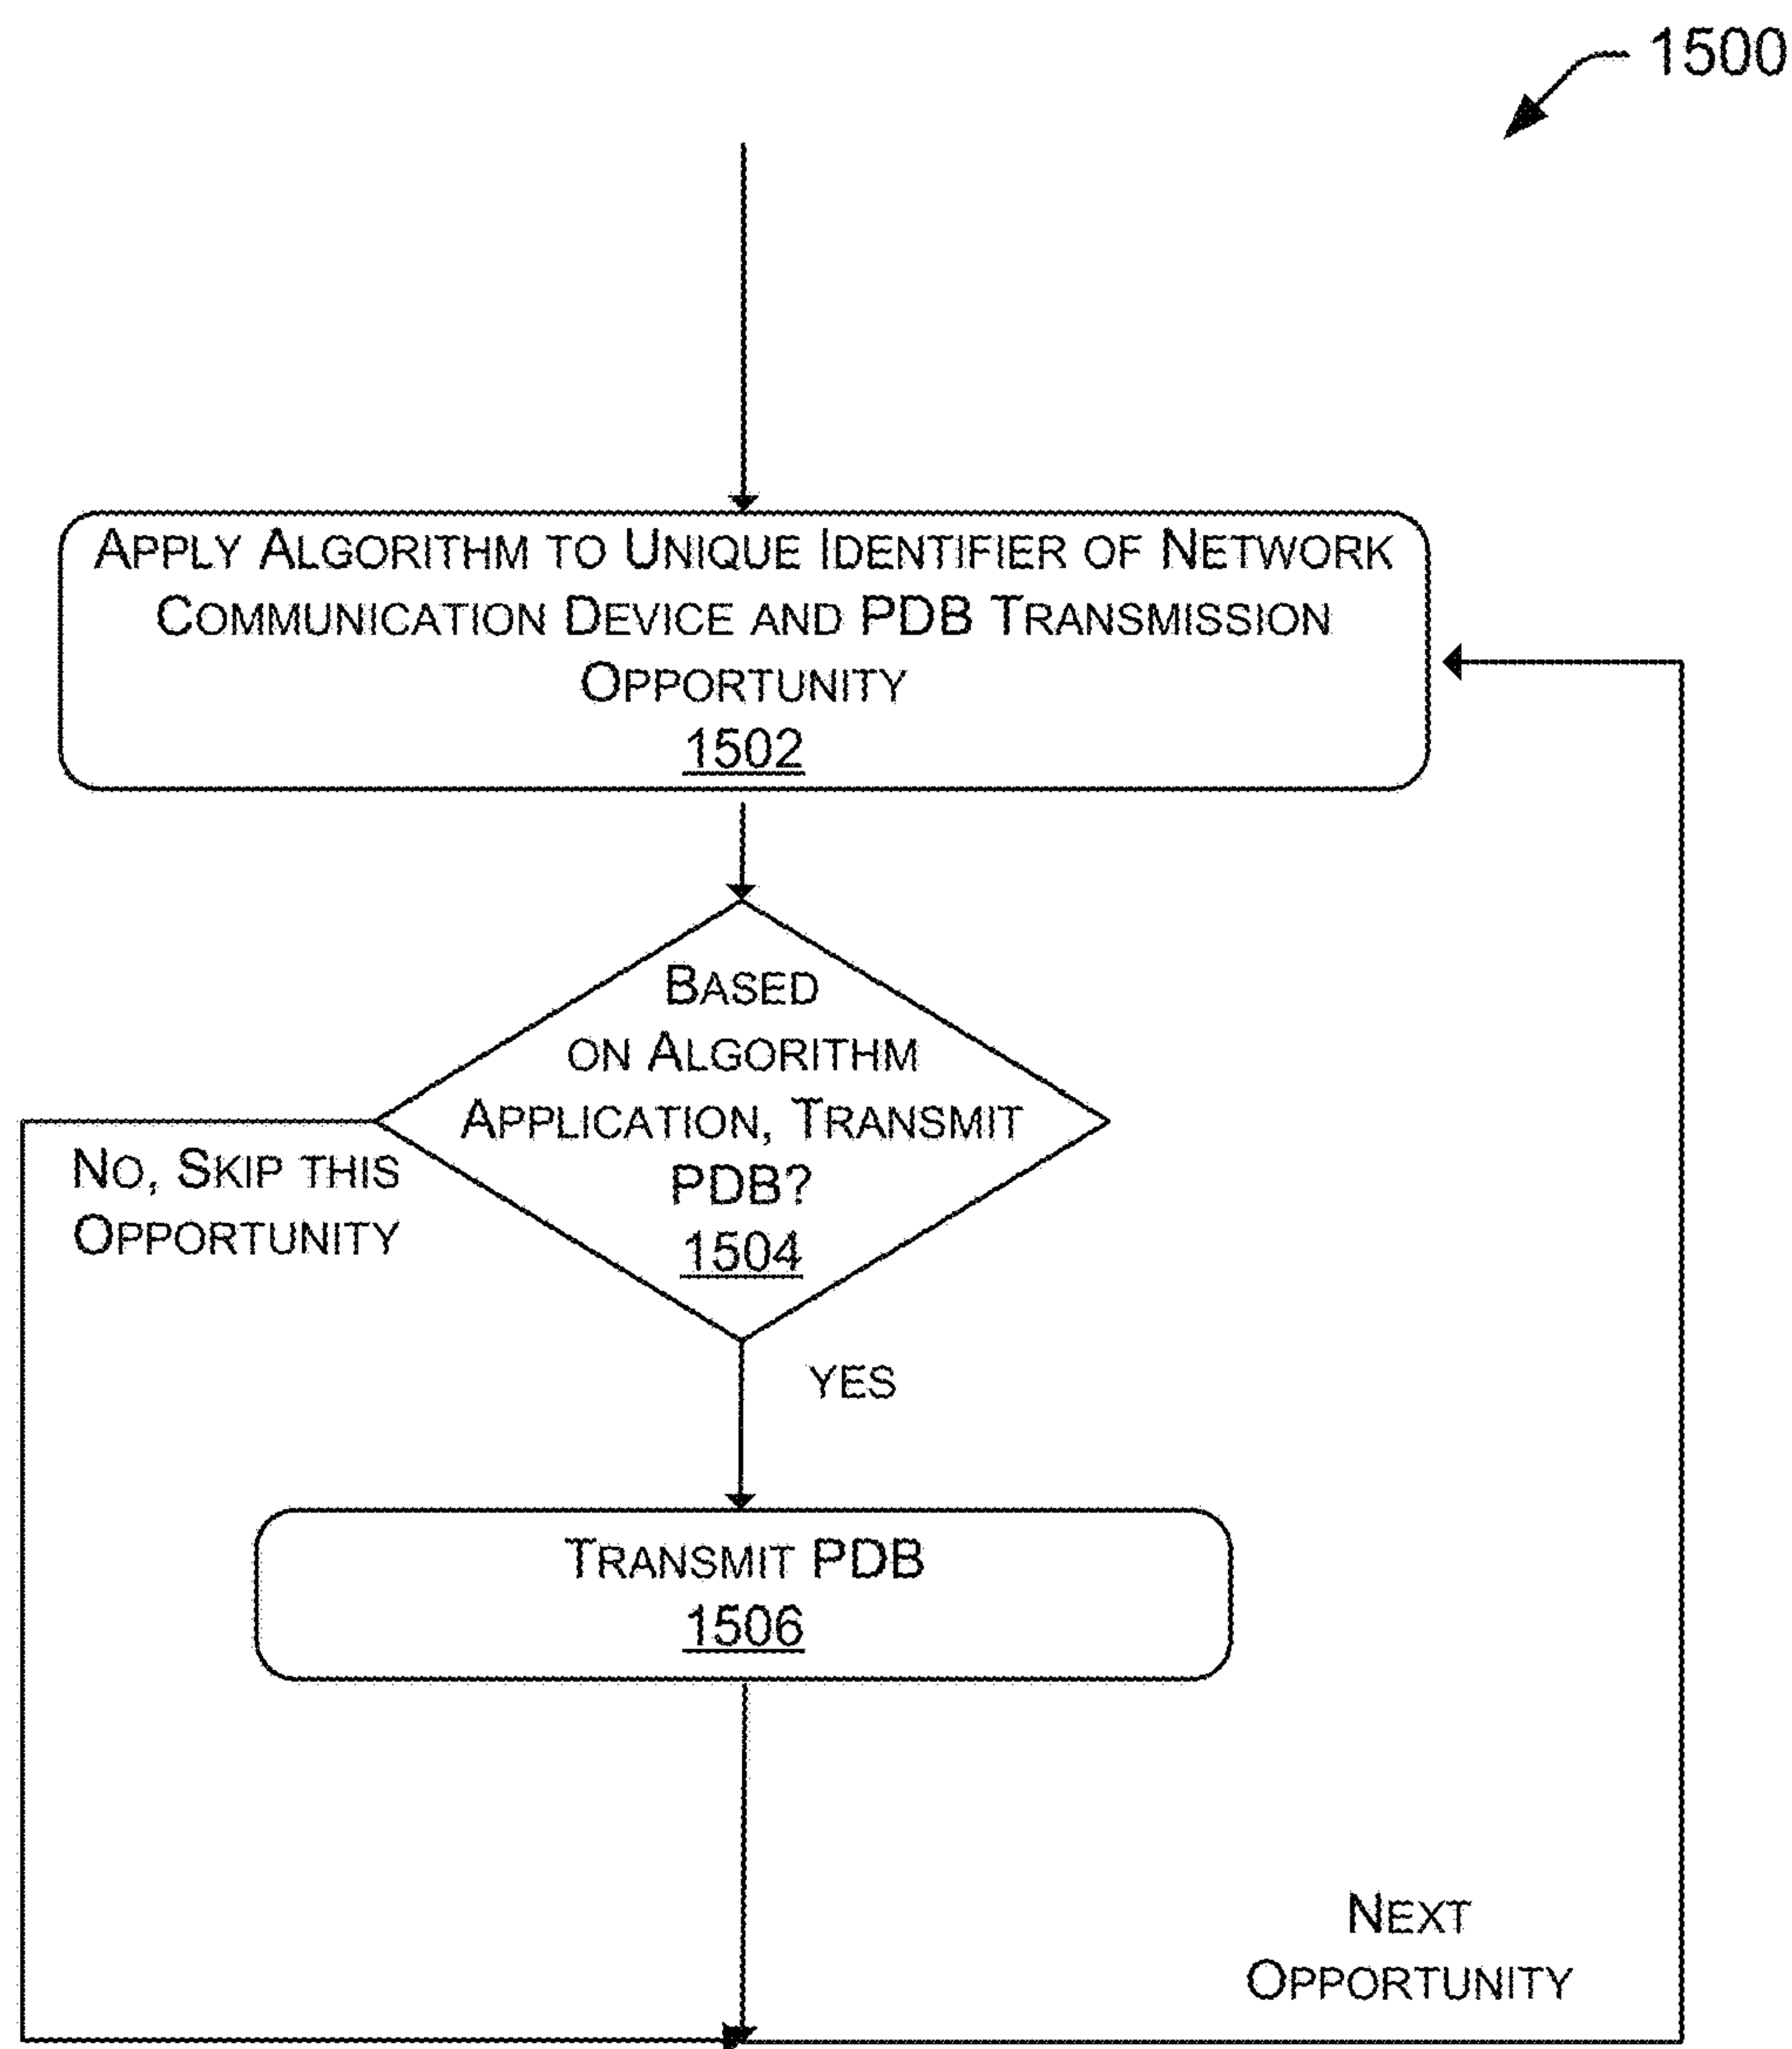 1500
APPLY ALGORITHM TO UNIQUE IDENTIFIER OF NETWORK
COMMUNICATION DEVICE AND PDB TRANSMISSION
OPPORTUNITY
1502
BASED
ON ALGORITHM
APPLICATION, TRANSMIT
PDB?
1504
NO, SKIP THIS
OPPORTUNITY
YES
TRANSMIT PDB
1506
NEXT
OPPORTUNITY